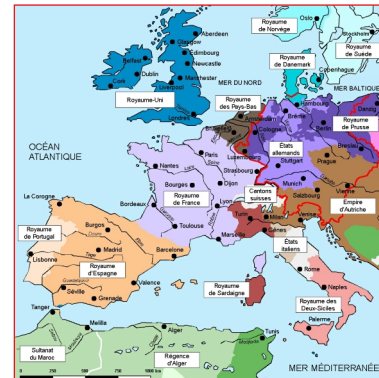 Royaume de
Norvège
Oslo
Stockholm
Royaume
de Suède
Aberdeen
Glasgow
Edimbourg
Newcastle
Belfast
Dublin
Cork
Manchester
Liverpool
Royaume-Uni
Londres
MER DU NORD
Royaume
de Danemark
Copenhague
MER BALTIQUE
Royaume
des Pays-Bas
Amsterdam
Bruxelles
Cologne
Luxembourg
Hambourg
Brême
Berlin
Dantzig
Royaume
de Prusse
Breslau
OCÉAN
ATLANTIQUE
États
allemands
Prague
Stuttgart
Strasbourg
Munich
Vienne
Salzbourg
Empire
d'Autriche
Paris
Nantes
Bourges
Dijon
Royaume
de France
Cantons
suisses
Lyon
Bordeaux
Toulouse
Marseille
Turin
Milan
Venise
Gênes
États
italiens
La Corogne
Burgos
Royaume
de Portugal
Madrid
Barcelone
Lisbonne
Royaume
d'Espagne
Valence
Séville
Grenade
Royaume
de Sardaigne
Rome
Naples
Royaume des
Deux-Siciles
Palerme
Tanger
Melilla
Alger
Tunis
Sultanat
du Maroc
Régence
d'Alger
MER MÉDITERRANÉE